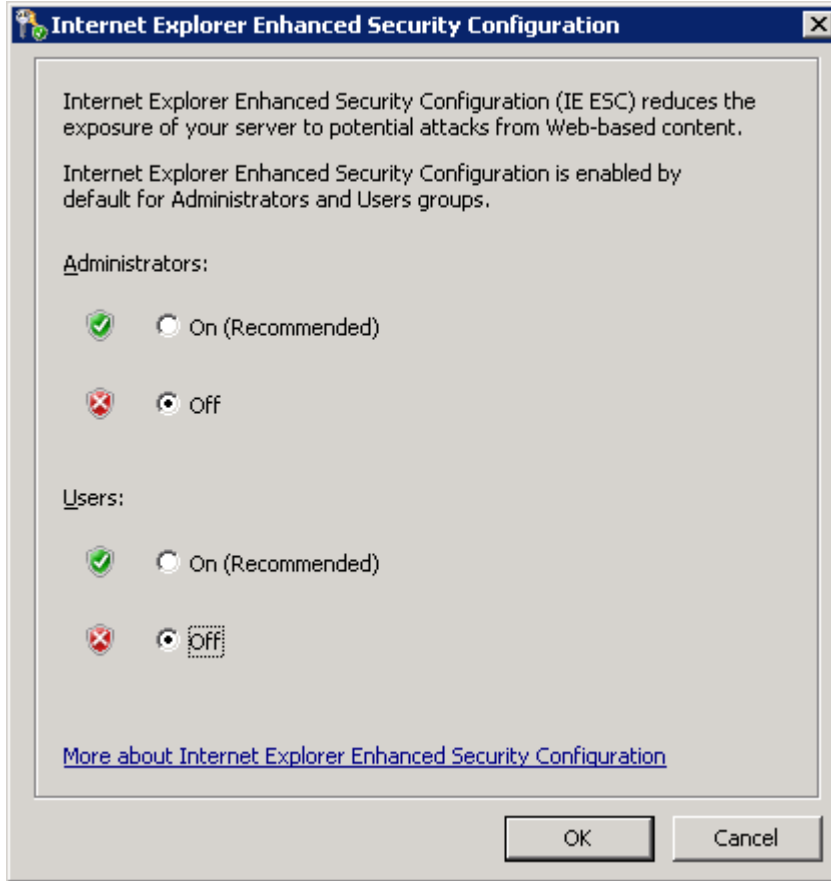 Internet Explorer Enhanced Security Configuration
Internet Explorer Enhanced Security Configuration (IE ESC) reduces the
exposure of your server to potential attacks from Web-based content.
Internet Explorer Enhanced Security Configuration is enabled by
default for Administrators and Users groups.
Administrators:
On (Recommended)
Off
Users:
On (Recommended)
Off
More about Internet Explorer Enhanced Security Configuration
OK Cancel